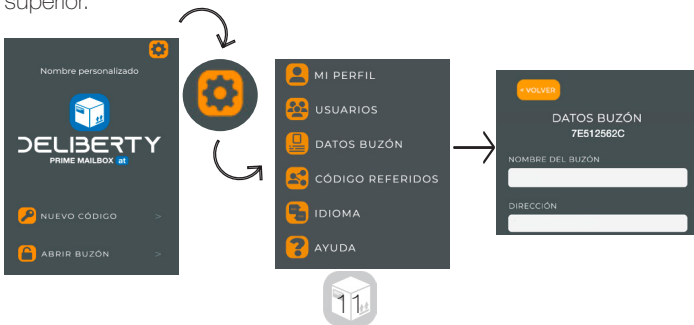 superior.
Nombre personalizado
DELIBERTY
PRIME MAILBOX at
NUEVO CÓDIGO >
ABRIR BUZÓN >
MI PERFIL
USUARIOS
DATOS BUZÓN
CÓDIGO REFERIDOS
IDIOMA
AYUDA
< VOLVER
DATOS BUZÓN
7E512562C
NOMBRE DEL BUZÓN
DIRECCIÓN
11